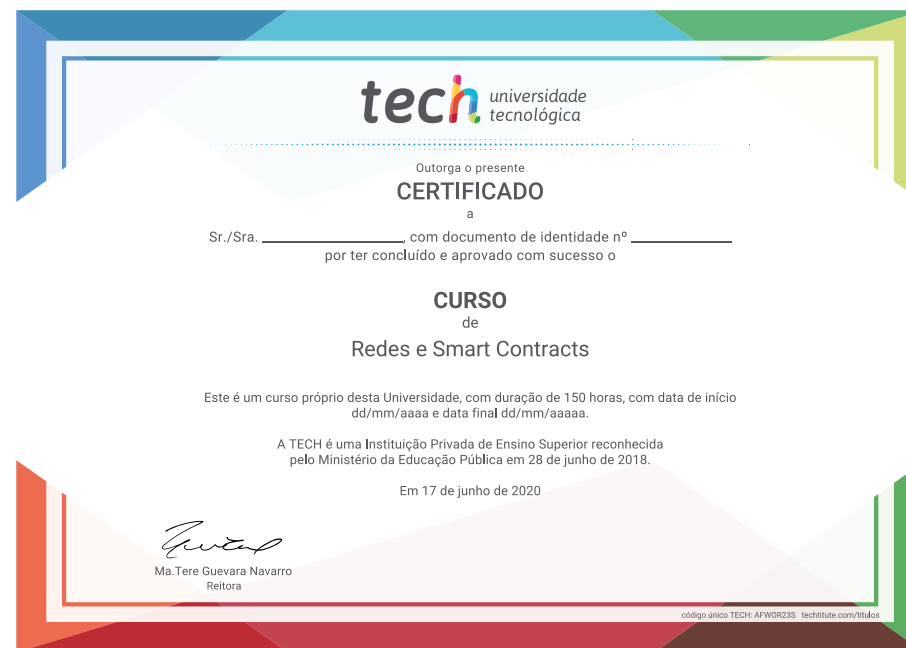 tech universidade
tecnológica
Outorga o presente
CERTIFICADO
a
Sr./Sra. ______________, com documento de identidade nº __________
por ter concluído e aprovado com sucesso o
CURSO
de
Redes e Smart Contracts
Este é um curso próprio desta Universidade, com duração de 150 horas, com data de início
dd/mm/aaaa e data final dd/mm/aaaaa.
A TECH é uma Instituição Privada de Ensino Superior reconhecida
pelo Ministério da Educação Pública em 28 de junho de 2018.
Em 17 de junho de 2020
Ma.Tere Guevara Navarro
Reitora
código único TECH: AFWOR23S techtitute.com/titulos